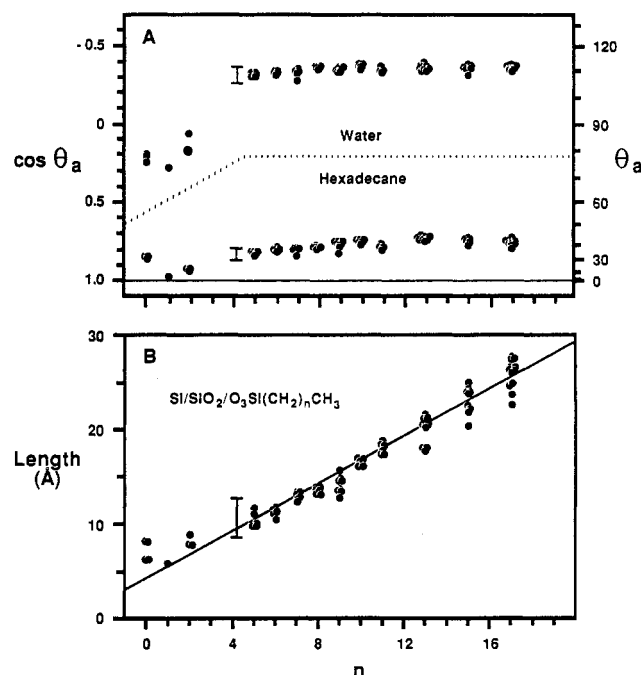 A
- 0.5
0
0.5
1.0
cos θa
120
90
60
30
0
θa
Water
Hexadecane
B
SI/SIO2/O3SI(CH2)nCH3
30
20
10
0
Length
(Å)
0
4
8
12
16
n